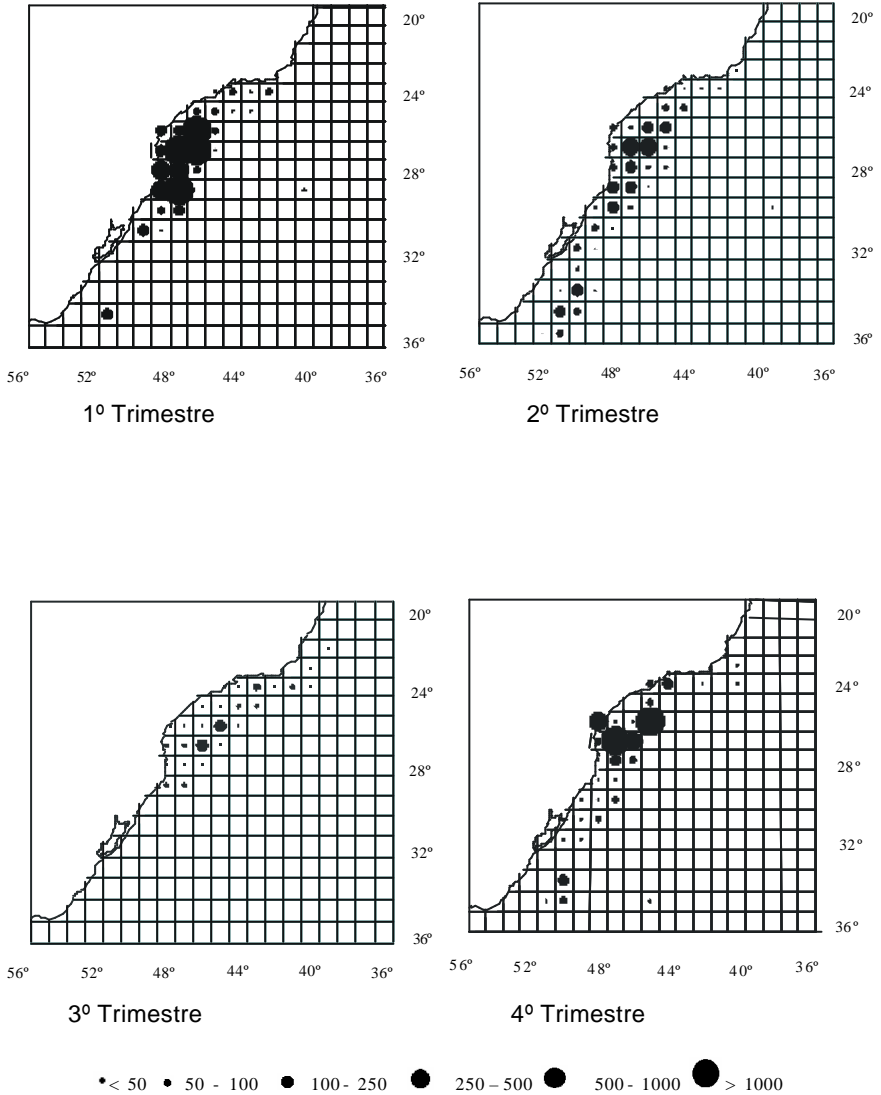 20º 20º
24º 24º
28º 28º
32º 32º
36º 36º
56º 52º 48º 44º 40º 36º 56º 52º 48º 44º 40º 36º
1º Trimestre 2º Trimestre
20º 20º
24º 24º
28º 28º
32º 32º
36º 36º
56º 52º 48º 44º 40º 36º 56º 52º 48º 44º 40º 36º
3º Trimestre 4º Trimestre
< 50 50 - 100 100 - 250 250 – 500 500 - 1000 > 1000